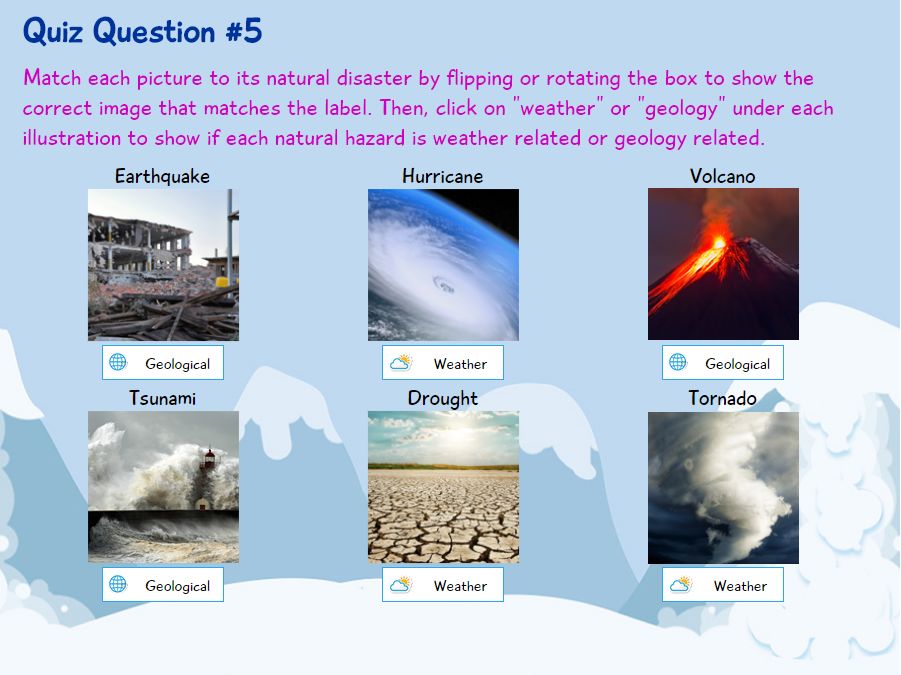 Quiz Question #5
Match each picture to its natural disaster by flipping or rotating the box to show the
correct image that matches the label. Then, click on "weather" or "geology" under each
illustration to show if each natural hazard is weather related or geology related.
Earthquake
Hurricane
Volcano
Geological
Weather
Geological
Tsunami
Drought
Tornado
Geological
Weather
Weather